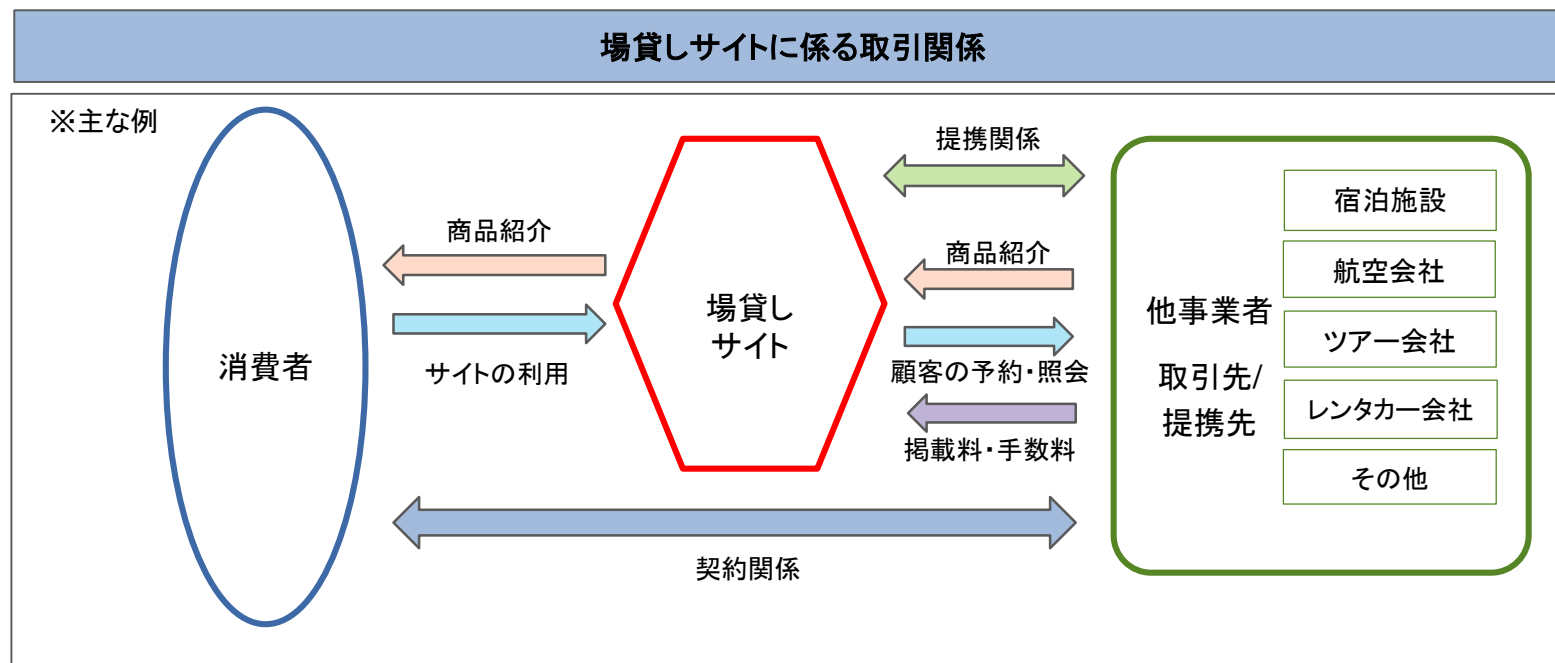 場貸しサイトに係る取引関係
※主な例
消費者
商品紹介
サイトの利用
場貸し
サイト
提携関係
商品紹介
顧客の予約・照会
掲載料・手数料
契約関係
他事業者
取引先/
提携先
宿泊施設
航空会社
ツアー会社
レンタカー会社
その他